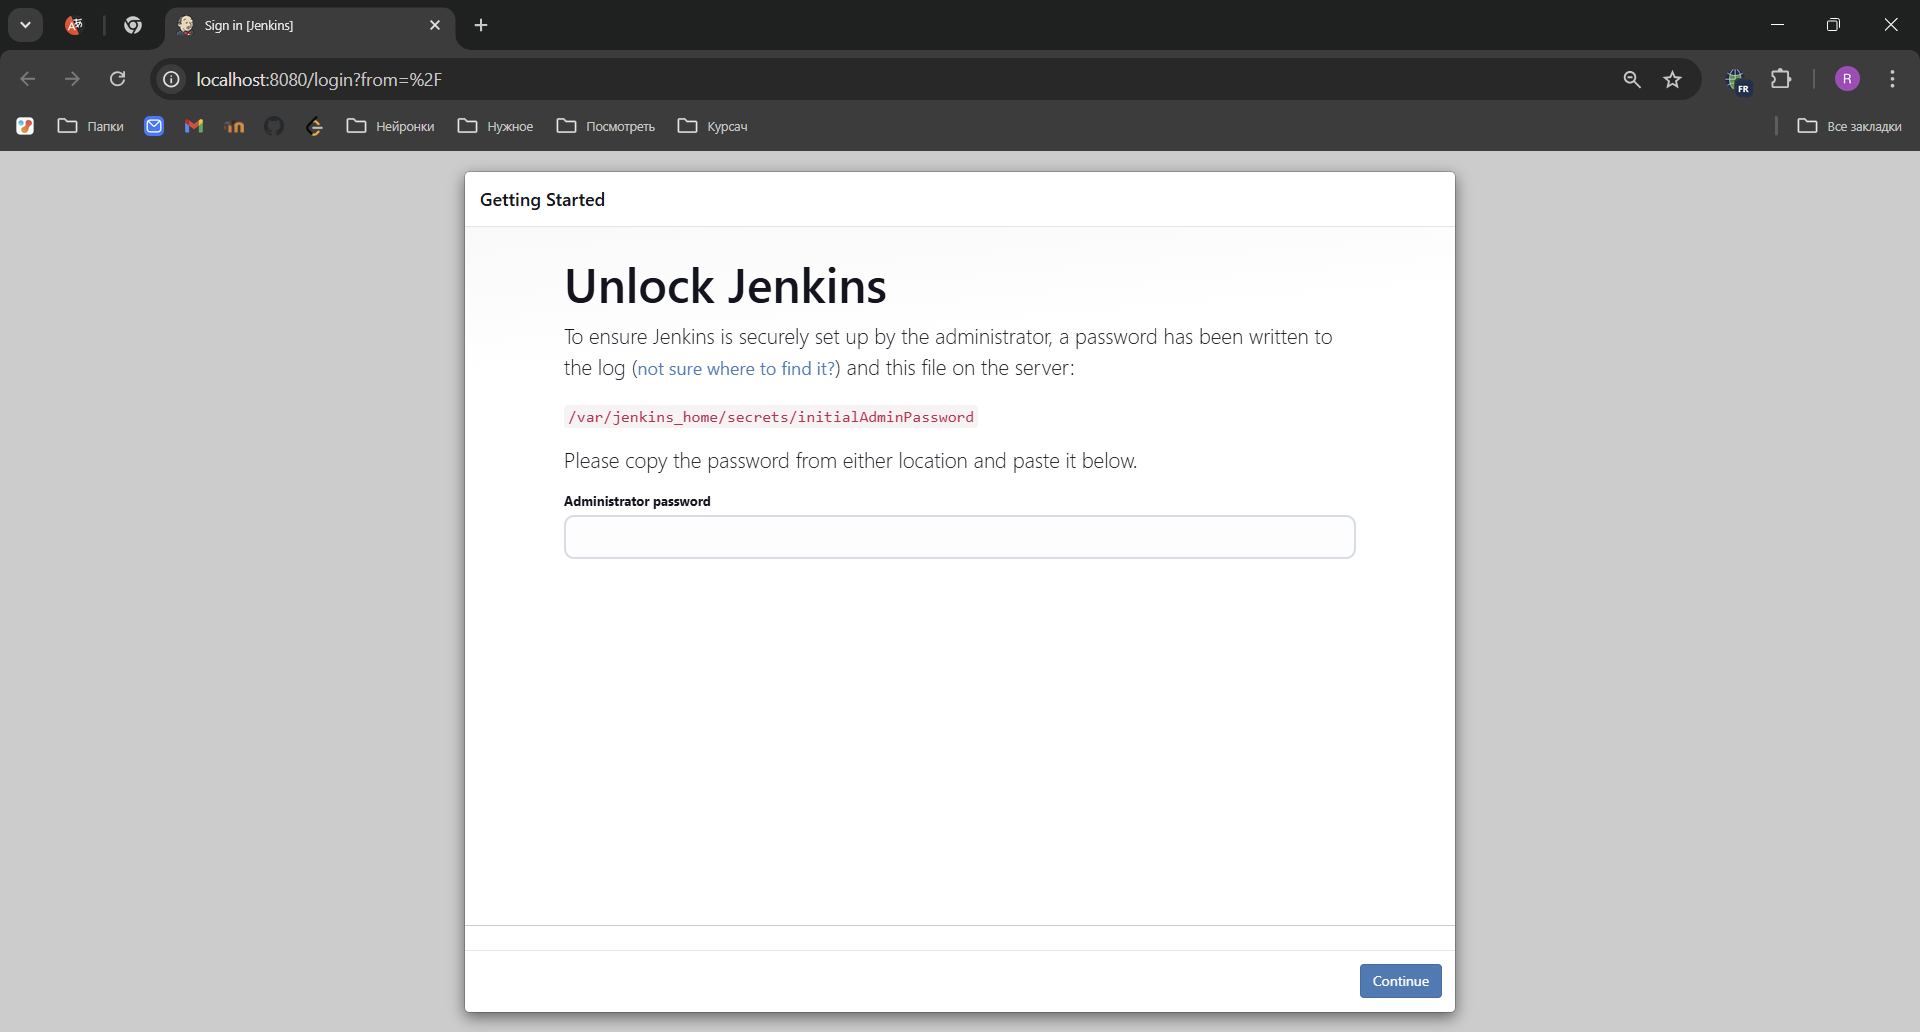 Sign in [Jenkins]
localhost:8080/login?from=%2F
FR
R
Папки
Нейронки
Нужное
Посмотреть
Курсач
Все закладки
Getting Started
Unlock Jenkins
To ensure Jenkins is securely set up by the administrator, a password has been written to
the log (not sure where to find it?) and this file on the server:
/var/jenkins_home/secrets/initialAdminPassword
Please copy the password from either location and paste it below.
Administrator password
Continue